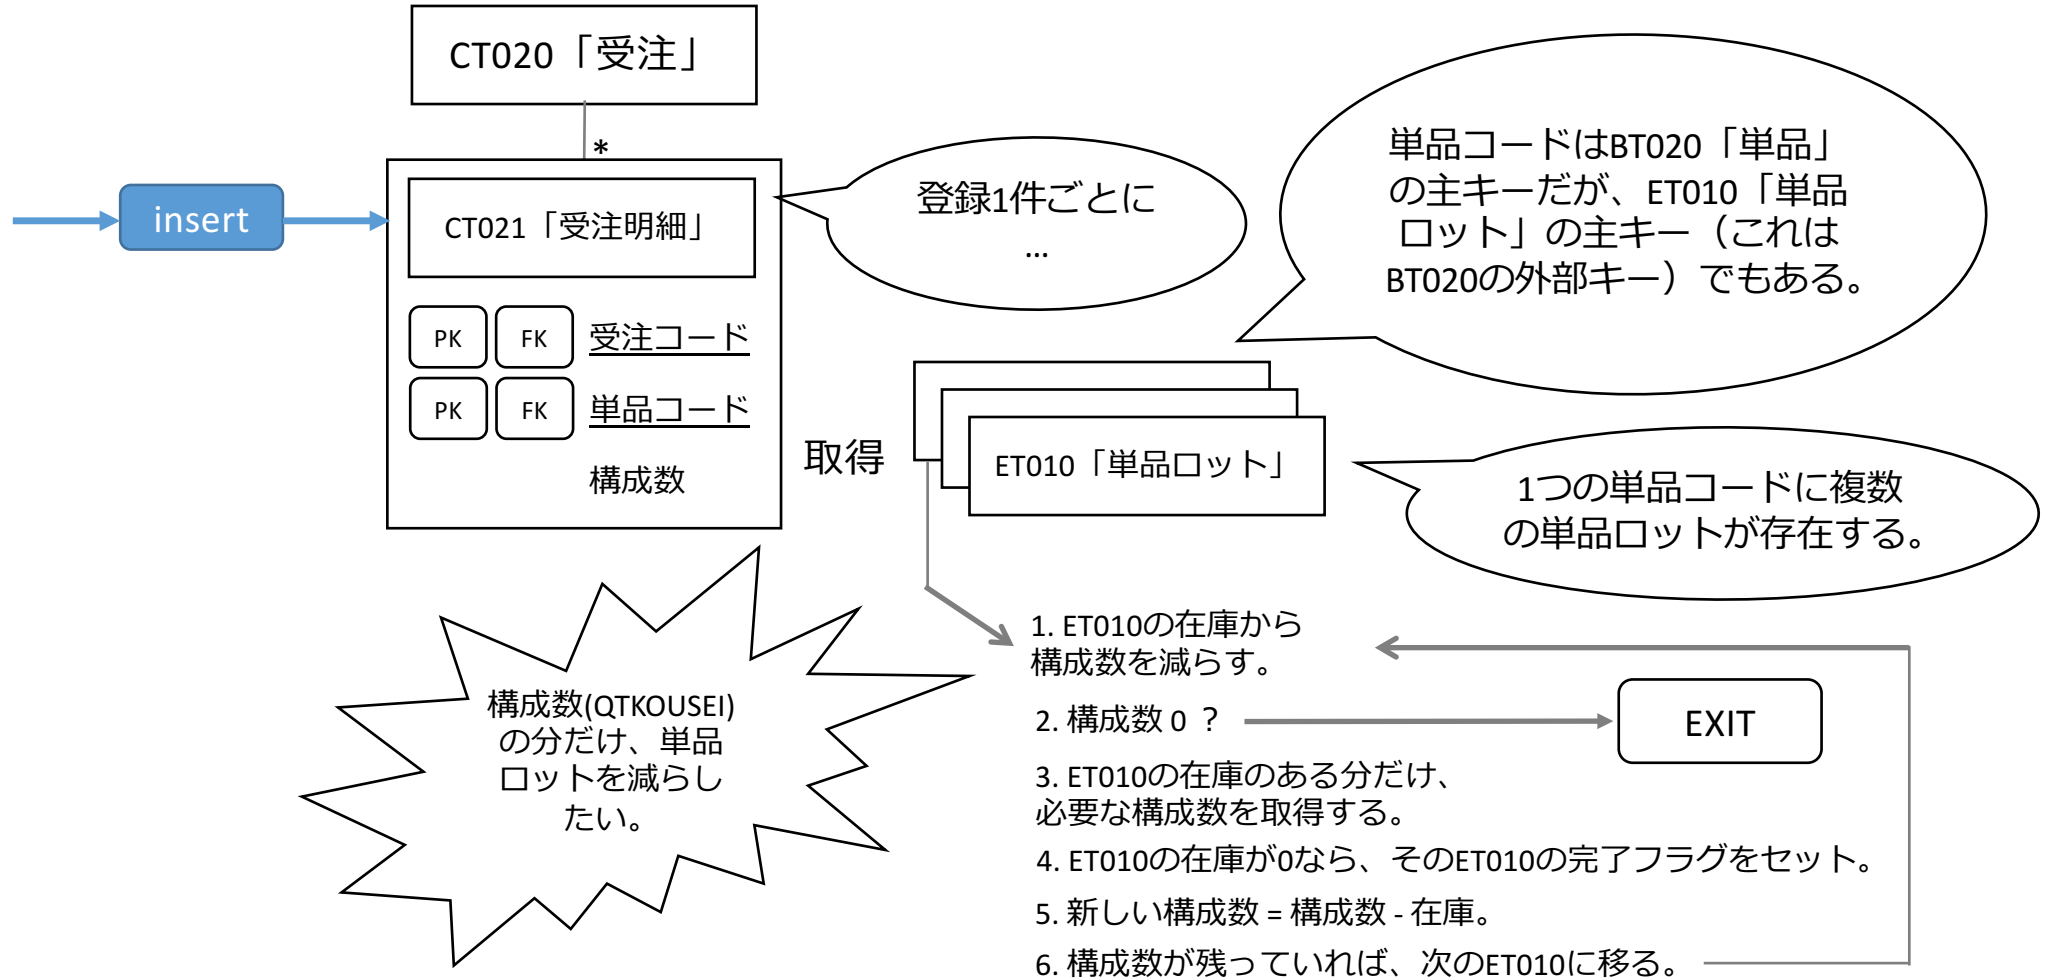 CT020「受注」
*
insert
CT021「受注明細」
PK FK 受注コード
PK FK 単品コード
構成数
登録1件ごとに
...
単品コードはBT020「単品」
の主キーだが、ET010「単品
ロット」の主キー（これは
BT020の外部キー）でもある。
取得
ET010「単品ロット」
1つの単品コードに複数
の単品ロットが存在する。
構成数(QTKOUSEI)
の分だけ、単品
ロットを減らし
たい。
1. ET010の在庫から
構成数を減らす。
2. 構成数 0 ？
EXIT
3. ET010の在庫のある分だけ、
必要な構成数を取得する。
4. ET010の在庫が0なら、そのET010の完了フラグをセット。
5. 新しい構成数 = 構成数 - 在庫。
6. 構成数が残っていれば、次のET010に移る。